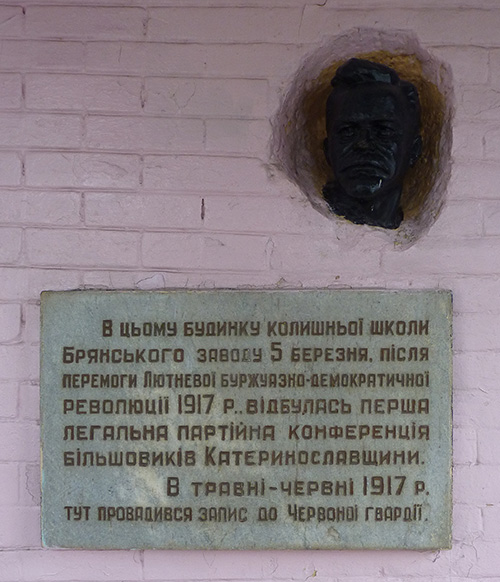 В цьому будинку колишньої школи
Брянського заводу 5 березня, після
перемоги Лютневої буржуазно-демократичної
революції 1917 р., відбулась перша
легальна партійна конференція
більшовиків Катеринославщини.
В травні-червні 1917 р.
тут провадився запис до Червоної гвардії.